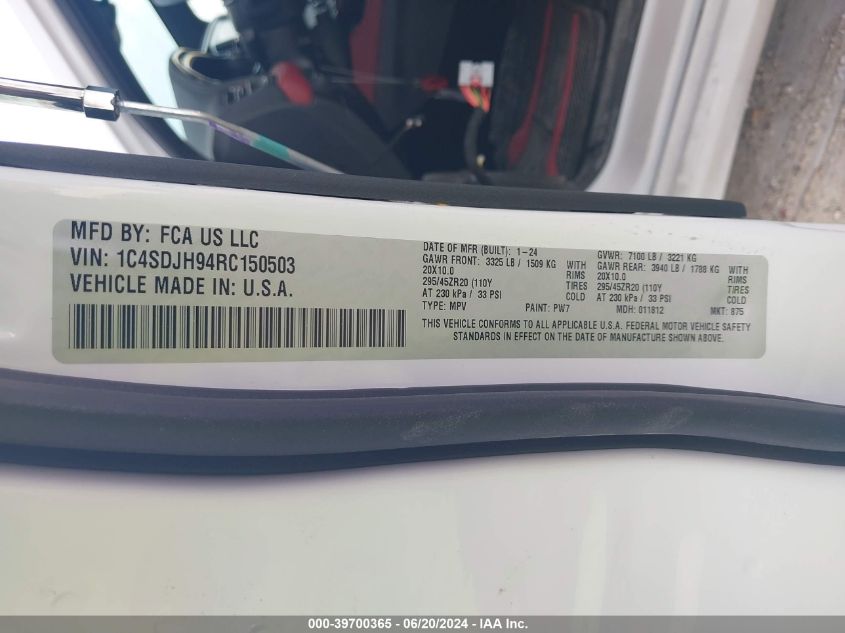 MFD BY: FCA US LLC
VIN: 1C4SDJH94RC150503
VEHICLE MADE IN: U.S.A.
DATE OF MFR (BUILT): 1-24
GAWR FRONT: 3325 LB / 1509 KG WITH
20X10.0 RIMS
295/45ZR20 (110Y TIRES
AT 230 kPa / 33 PSI COLD
TYPE: MPV PAINT: PW7
GVWR: 7100 LB / 3221 KG
GAWR REAR: 3940 LB / 1788 KG WITH
20X10.0 RIMS
295/45ZR20 (110Y TIRES
AT 230 kPa / 33 PSI COLD
MDH: 011812 MKT: 875
THIS VEHICLE CONFORMS TO ALL APPLICABLE U.S.A. FEDERAL MOTOR VEHICLE SAFETY
STANDARDS IN EFFECT ON THE DATE OF MANUFACTURE SHOWN ABOVE.
000-39700365 - 06/20/2024 - IAAI.com